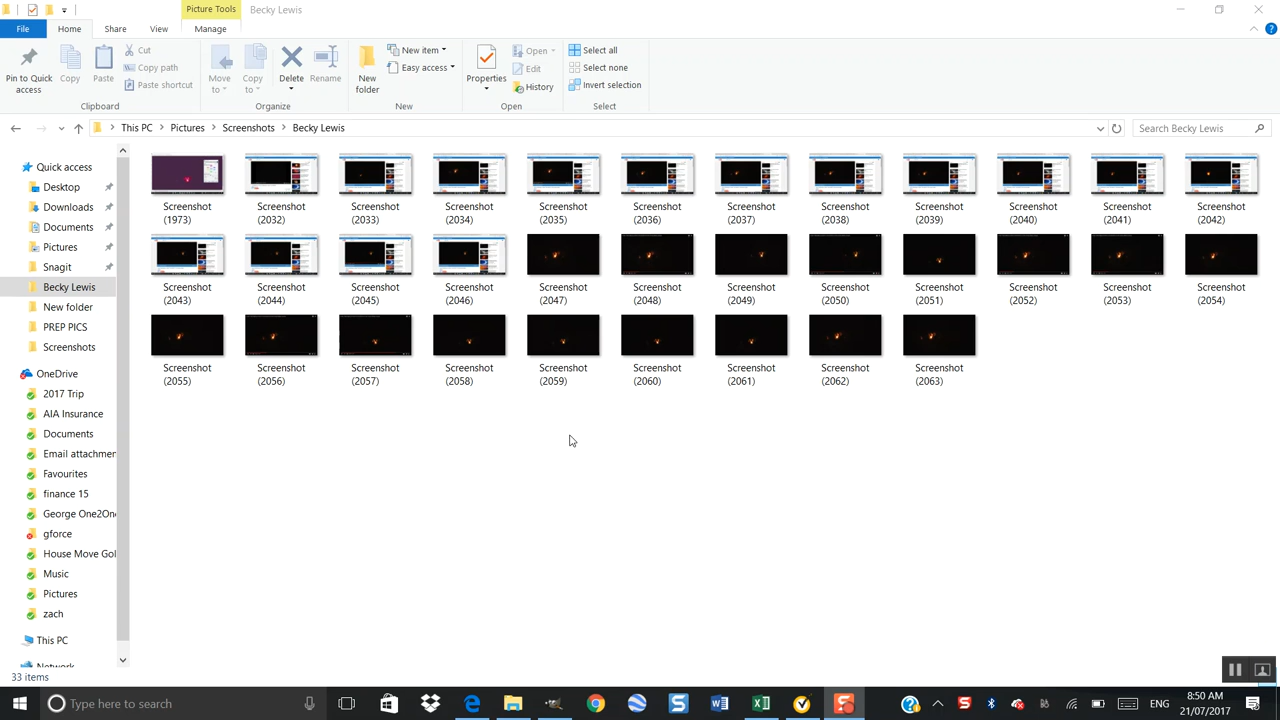 Picture Tools
Becky Lewis
File
Home
Share
View
Manage
Pin to Quick access
Copy
Paste
Cut
Copy path
Paste shortcut
Clipboard
Move to
Copy to
Delete
Rename
Organize
New folder
New item
Easy access
New
Properties
Open
Edit
History
Open
Select all
Select none
Invert selection
Select
This PC
Pictures
Screenshots
Becky Lewis
Search Becky Lewis
Quick access
Desktop
Downloads
Documents
Pictures
Snagit
Becky Lewis
New folder
PREP PICS
Screenshots
OneDrive
2017 Trip
AIA Insurance
Documents
Email attachmen
Favourites
finance 15
George One2On
gforce
House Move Gol
Music
Pictures
zach
This PC
Network
Screenshot (1973)
Screenshot (2032)
Screenshot (2033)
Screenshot (2034)
Screenshot (2035)
Screenshot (2036)
Screenshot (2037)
Screenshot (2038)
Screenshot (2039)
Screenshot (2040)
Screenshot (2041)
Screenshot (2042)
Screenshot (2043)
Screenshot (2044)
Screenshot (2045)
Screenshot (2046)
Screenshot (2047)
Screenshot (2048)
Screenshot (2049)
Screenshot (2050)
Screenshot (2051)
Screenshot (2052)
Screenshot (2053)
Screenshot (2054)
Screenshot (2055)
Screenshot (2056)
Screenshot (2057)
Screenshot (2058)
Screenshot (2059)
Screenshot (2060)
Screenshot (2061)
Screenshot (2062)
Screenshot (2063)
33 items
Type here to search
ENG
8:50 AM
21/07/2017